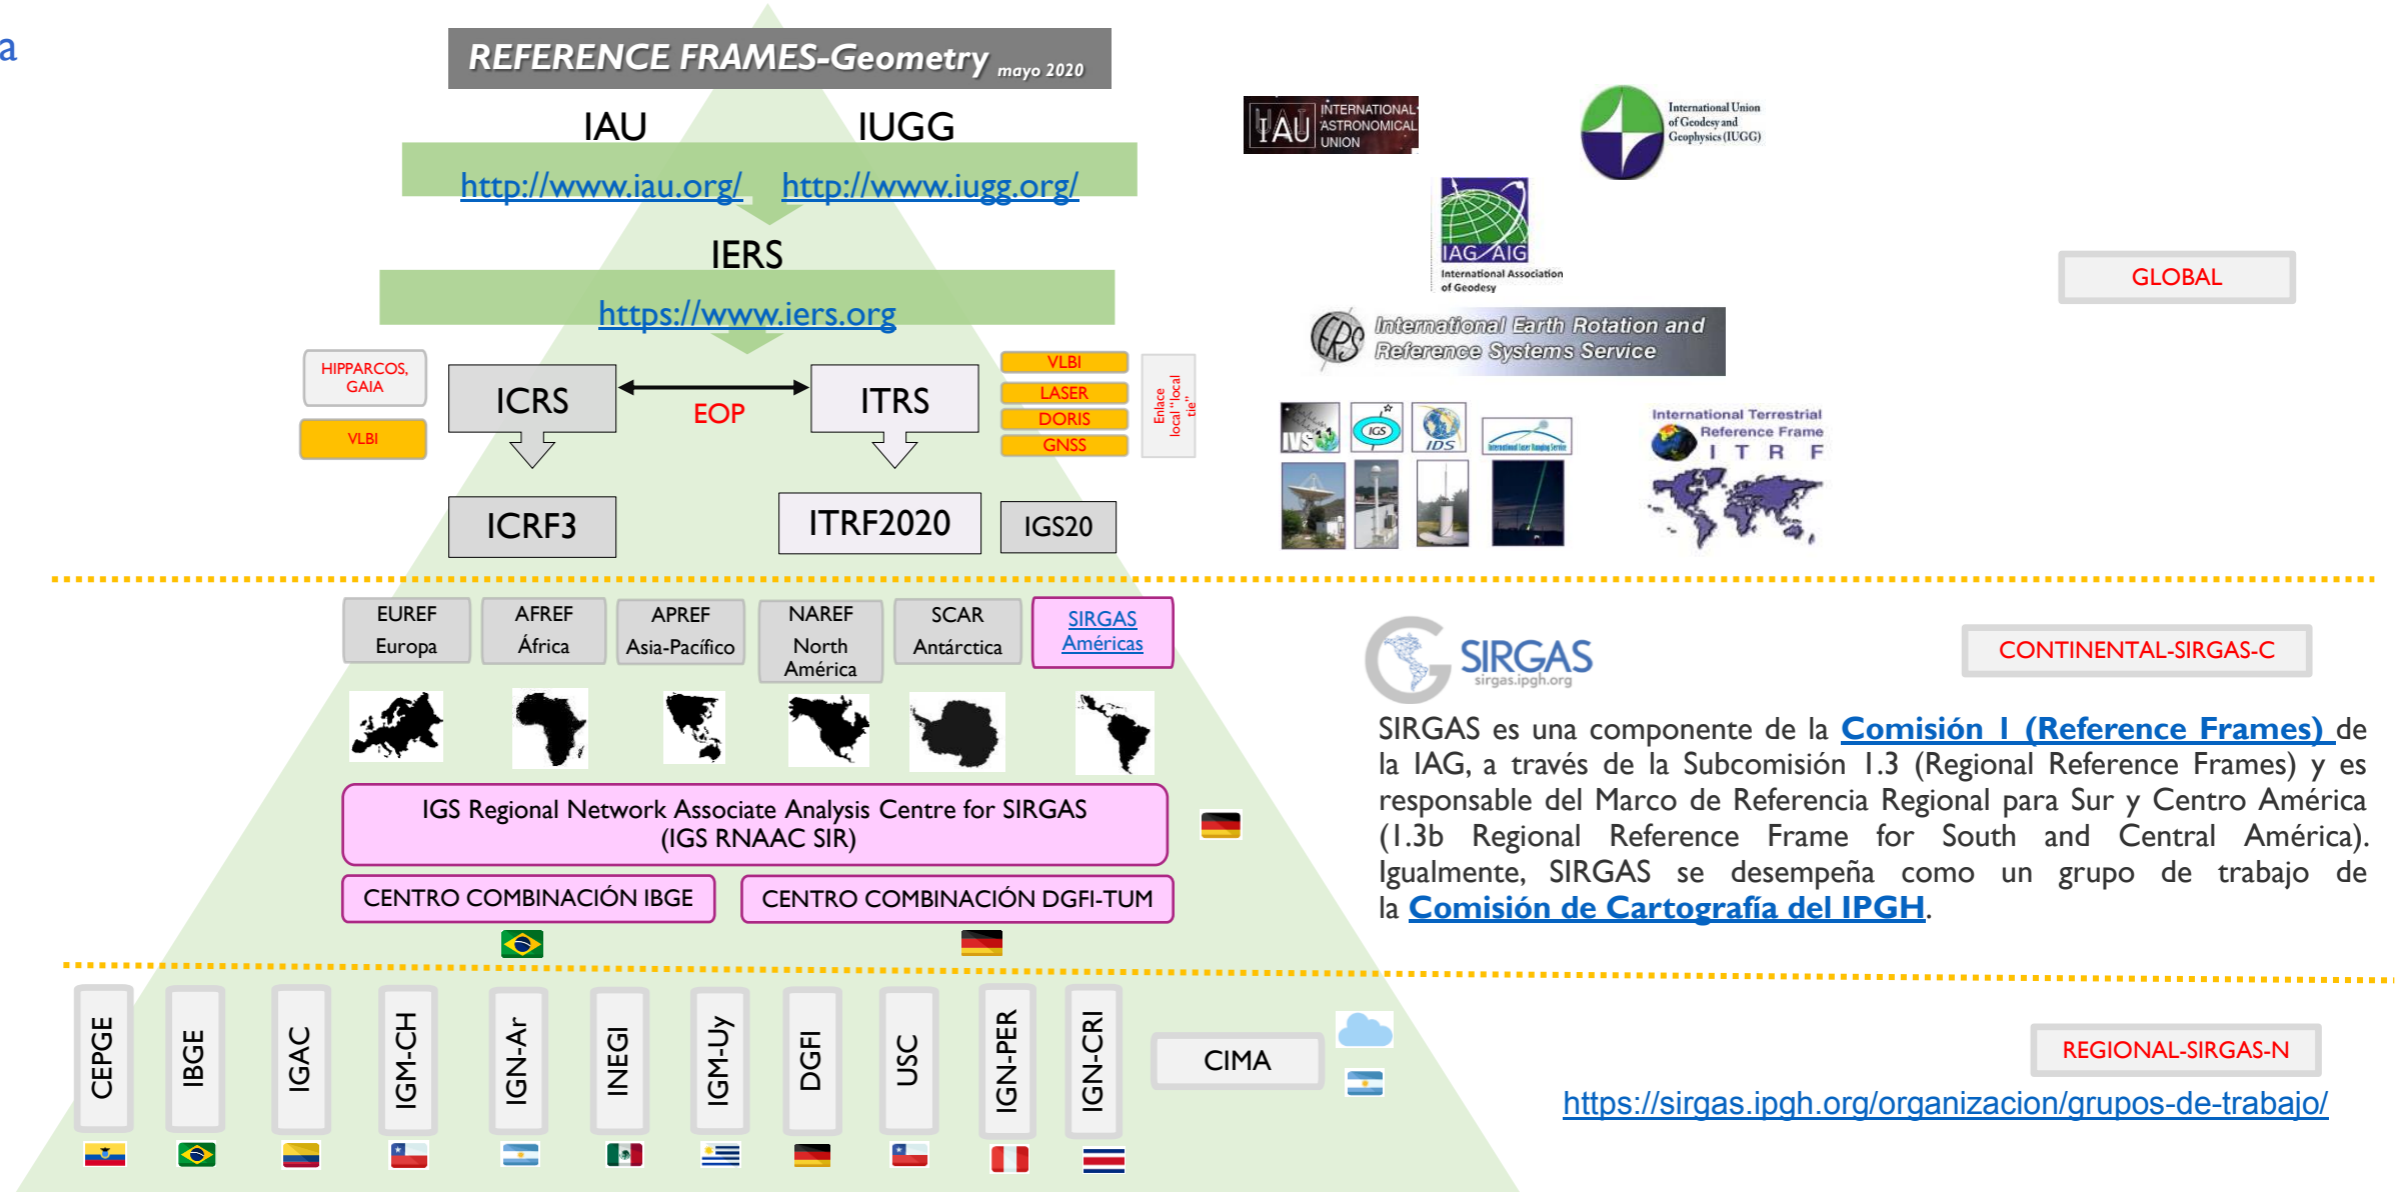 a
REFERENCE FRAMES-Geometry mayo 2020
IAU
IUGG
http://www.iau.org/
http://www.iugg.org/
IERS
https://www.iers.org
HIPPARCOS,
GAIA
VLBI
ICRS
EOP
ITRS
VLBI
LASER
DORIS
GNSS
Enlace
local "local
tie"
ICRF3
ITRF2020
IGS20
IAU
INTERNATIONAL
ASTRONOMICAL
UNION
International Union
of Geodesy and
Geophysics (IUGG)
IAG AIG
International Association
of Geodesy
International Earth Rotation and
Reference Systems Service
IVS
IGS
IDS
International Laser Ranging Service
International Terrestrial
Reference Frame
I T R F
GLOBAL
EUREF
Europa
AFREF
África
APREF
Asia-Pacífico
NAREF
North
América
SCAR
Antárctica
SIRGAS
Américas
IGS Regional Network Associate Analysis Centre for SIRGAS
(IGS RNAAC SIR)
CENTRO COMBINACIÓN IBGE
CENTRO COMBINACIÓN DGFI-TUM
SIRGAS
sirgas.ipgh.org
CONTINENTAL-SIRGAS-C
SIRGAS es una componente de la Comisión 1 (Reference Frames) de
la IAG, a través de la Subcomisión 1.3 (Regional Reference Frames) y es
responsable del Marco de Referencia Regional para Sur y Centro América
(1.3b Regional Reference Frame for South and Central América).
Igualmente, SIRGAS se desempeña como un grupo de trabajo de
la Comisión de Cartografía del IPGH.
CEPGE
IBGE
IGAC
IGM-CH
IGN-Ar
INEGI
IGM-Uy
DGFI
USC
IGN-PER
IGN-CRI
CIMA
REGIONAL-SIRGAS-N
https://sirgas.ipgh.org/organizacion/grupos-de-trabajo/